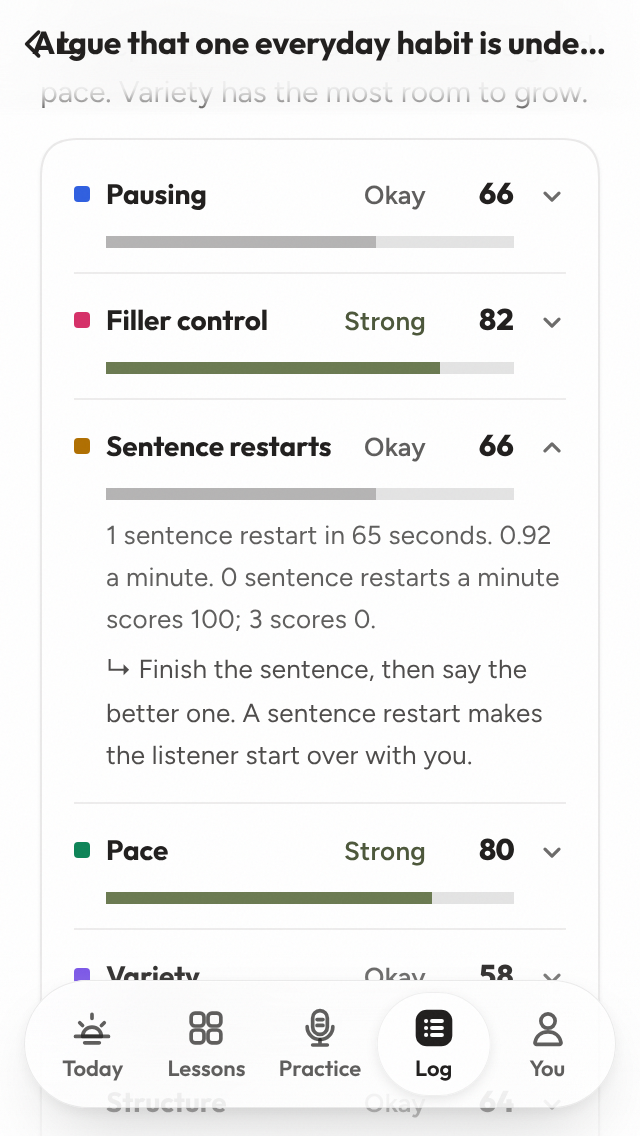 Argue that one everyday habit is unde...
pace. Variety has the most room to grow.
Pausing Okay 66
Filler control Strong 82
Sentence restarts Okay 66
1 sentence restart in 65 seconds. 0.92
a minute. 0 sentence restarts a minute
scores 100; 3 scores 0.
↳ Finish the sentence, then say the
better one. A sentence restart makes
the listener start over with you.
Pace Strong 80
Variety Okay 58
Today Lessons Practice Log You
Structure Okay 64